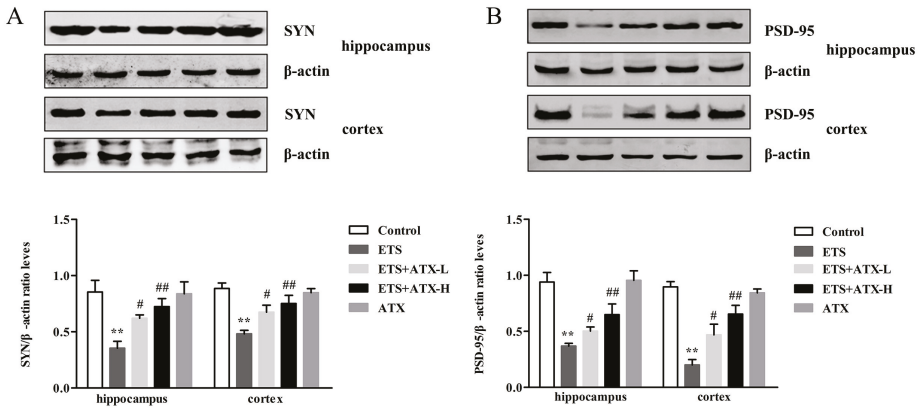 A
SYN
hippocampus
β-actin
SYN
cortex
β-actin
SYN/β -actin ratio leves
1.5
1.0
0.5
0.0
**
#
##
**
#
##
hippocampus
cortex
Control
ETS
ETS+ATX-L
ETS+ATX-H
ATX
B
PSD-95
hippocampus
β-actin
PSD-95
cortex
β-actin
PSD-95/β -actin ratio leves
1.5
1.0
0.5
0.0
**
#
##
**
#
##
hippocampus
cortex
Control
ETS
ETS+ATX-L
ETS+ATX-H
ATX